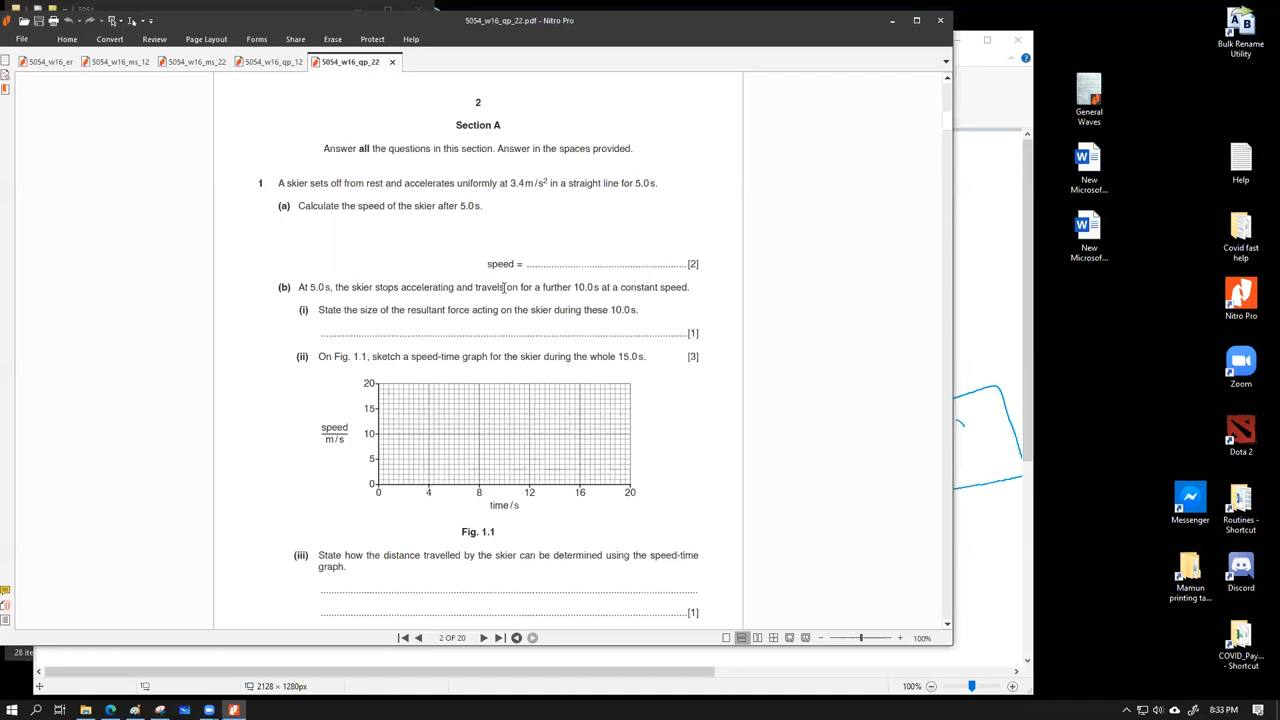 5054_w16_qp_22.pdf - Nitro Pro
File Home Convert Review Page Layout Forms Share Erase Protect Help
5054_w16_er 5054_w16_ms_12 5054_w16_ms_22 5054_w16_qp_12 5054_w16_qp_22
2
Section A
Answer all the questions in this section. Answer in the spaces provided.
1 A skier sets off from rest and accelerates uniformly at 3.4 m / s² in a straight line for 5.0 s.
(a) Calculate the speed of the skier after 5.0 s.
speed = ......................................................... [2]
(b) At 5.0 s, the skier stops accelerating and travels on for a further 10.0 s at a constant speed.
(i) State the size of the resultant force acting on the skier during these 10.0 s.
...................................................................................................................................... [1]
(ii) On Fig. 1.1, sketch a speed-time graph for the skier during the whole 15.0 s. [3]
20
15
speed
m / s
10
5
0
0 4 8 12 16 20
time / s
Fig. 1.1
(iii) State how the distance travelled by the skier can be determined using the speed-time
graph.
..........................................................................................................................................
...................................................................................................................................... [1]
2 OF 20
100%
28 ite
2128 × 1280px
100%
Bulk Rename
Utility
General
Waves
New
Microsof...
Help
New
Microsof...
Covid fast
help
Nitro Pro
Zoom
Dota 2
Messenger
Routines -
Shortcut
Mamun
printing ta...
Discord
COVID_Pay...
- Shortcut
8:33 PM